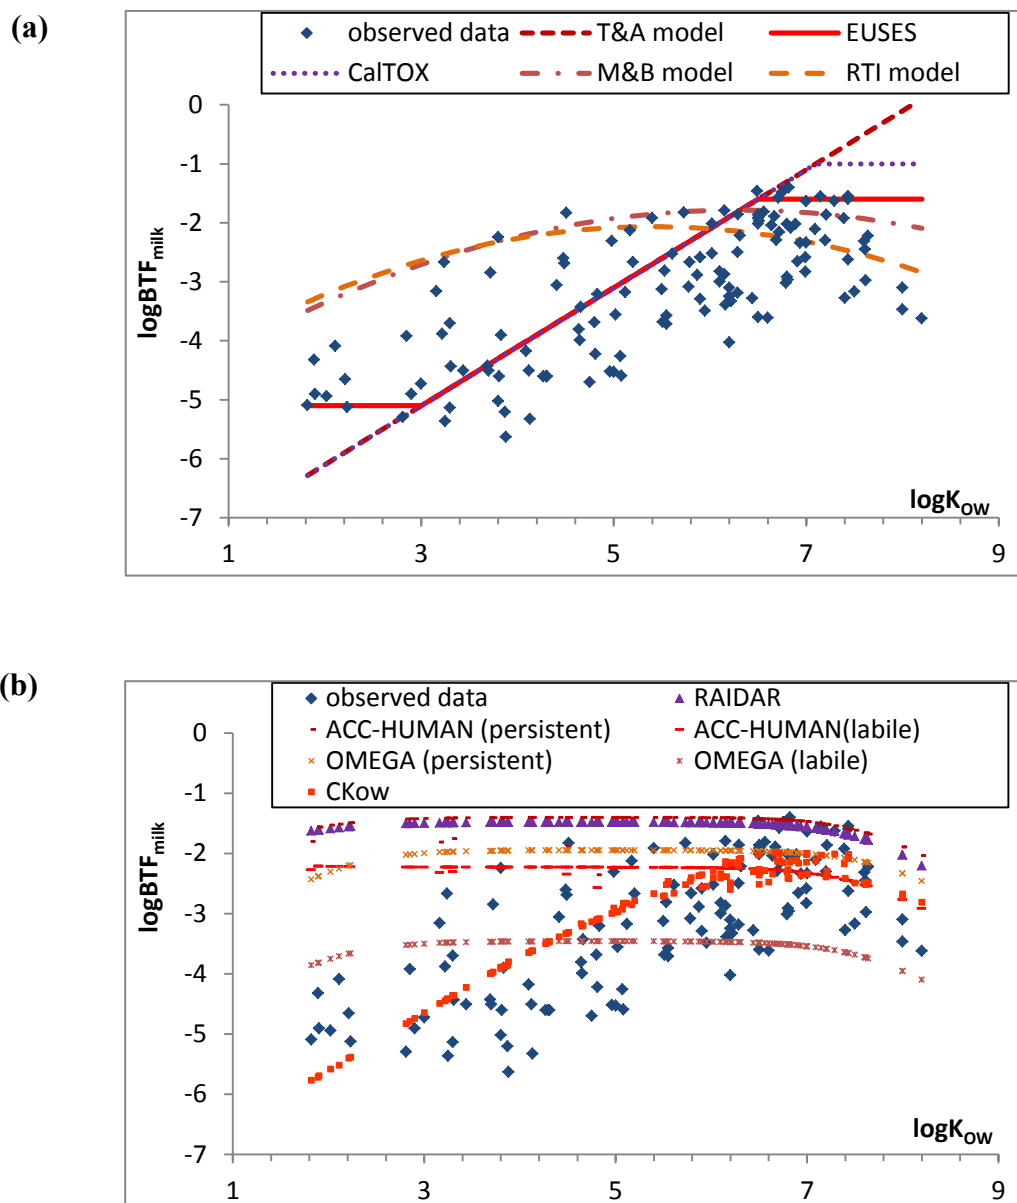 (a)
observed data T&A model EUSES
CalTOX M&B model RTI model
0
-1
-2
-3
-4
-5
-6
-7
logBTFmilk
logKOW
1 3 5 7 9
(b)
observed data RAIDAR
ACC-HUMAN (persistent) ACC-HUMAN(labile)
OMEGA (persistent) OMEGA (labile)
CKow
0
-1
-2
-3
-4
-5
-6
-7
logBTFmilk
logKOW
1 3 5 7 9